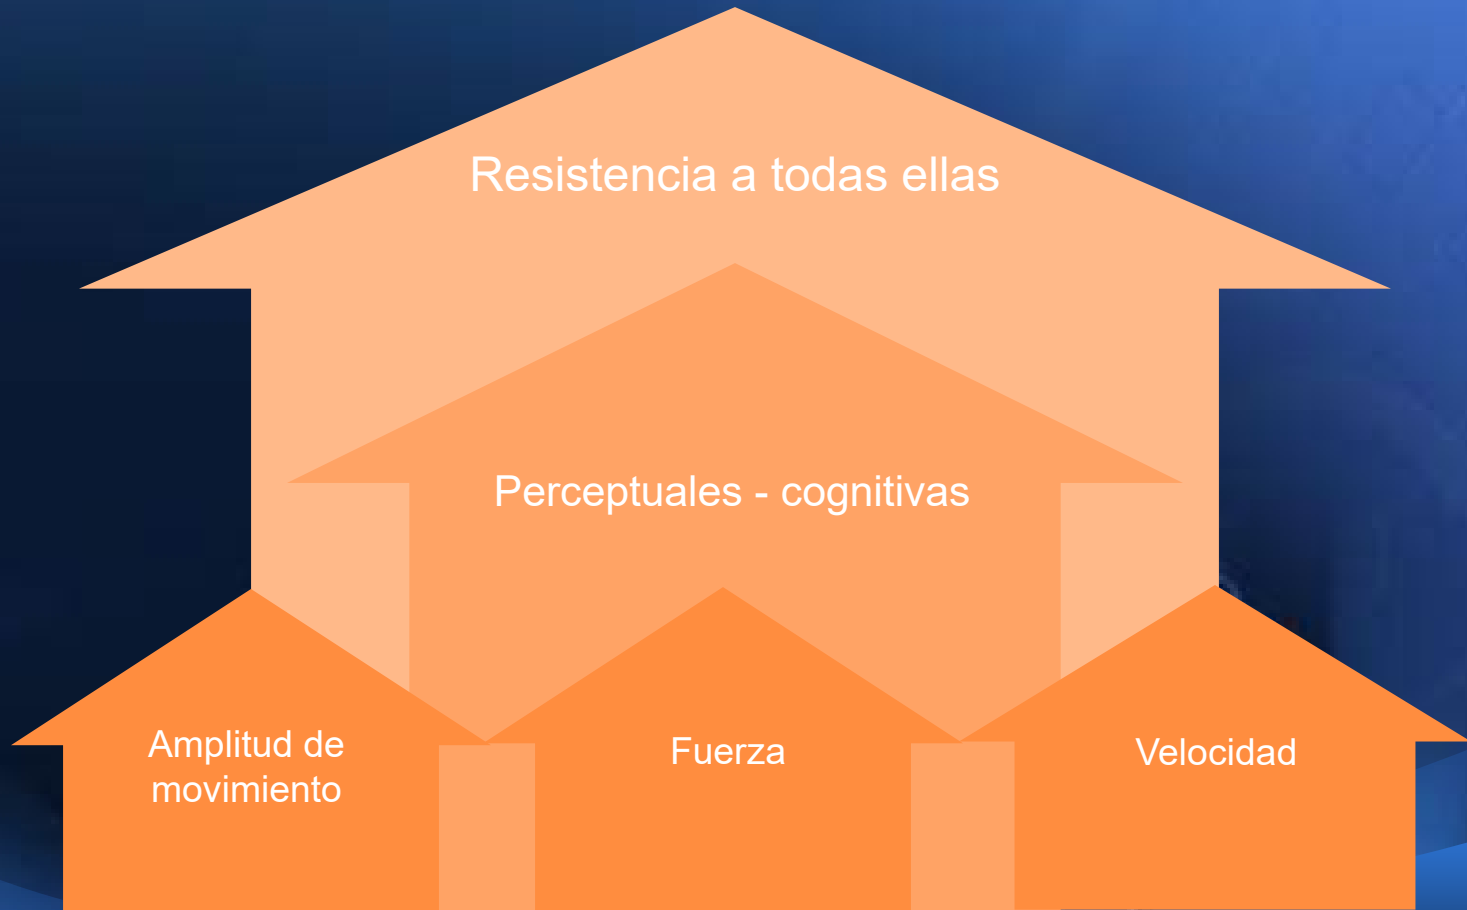 Resistencia a todas ellas
Perceptuales - cognitivas
Amplitud de
movimiento
Fuerza
Velocidad